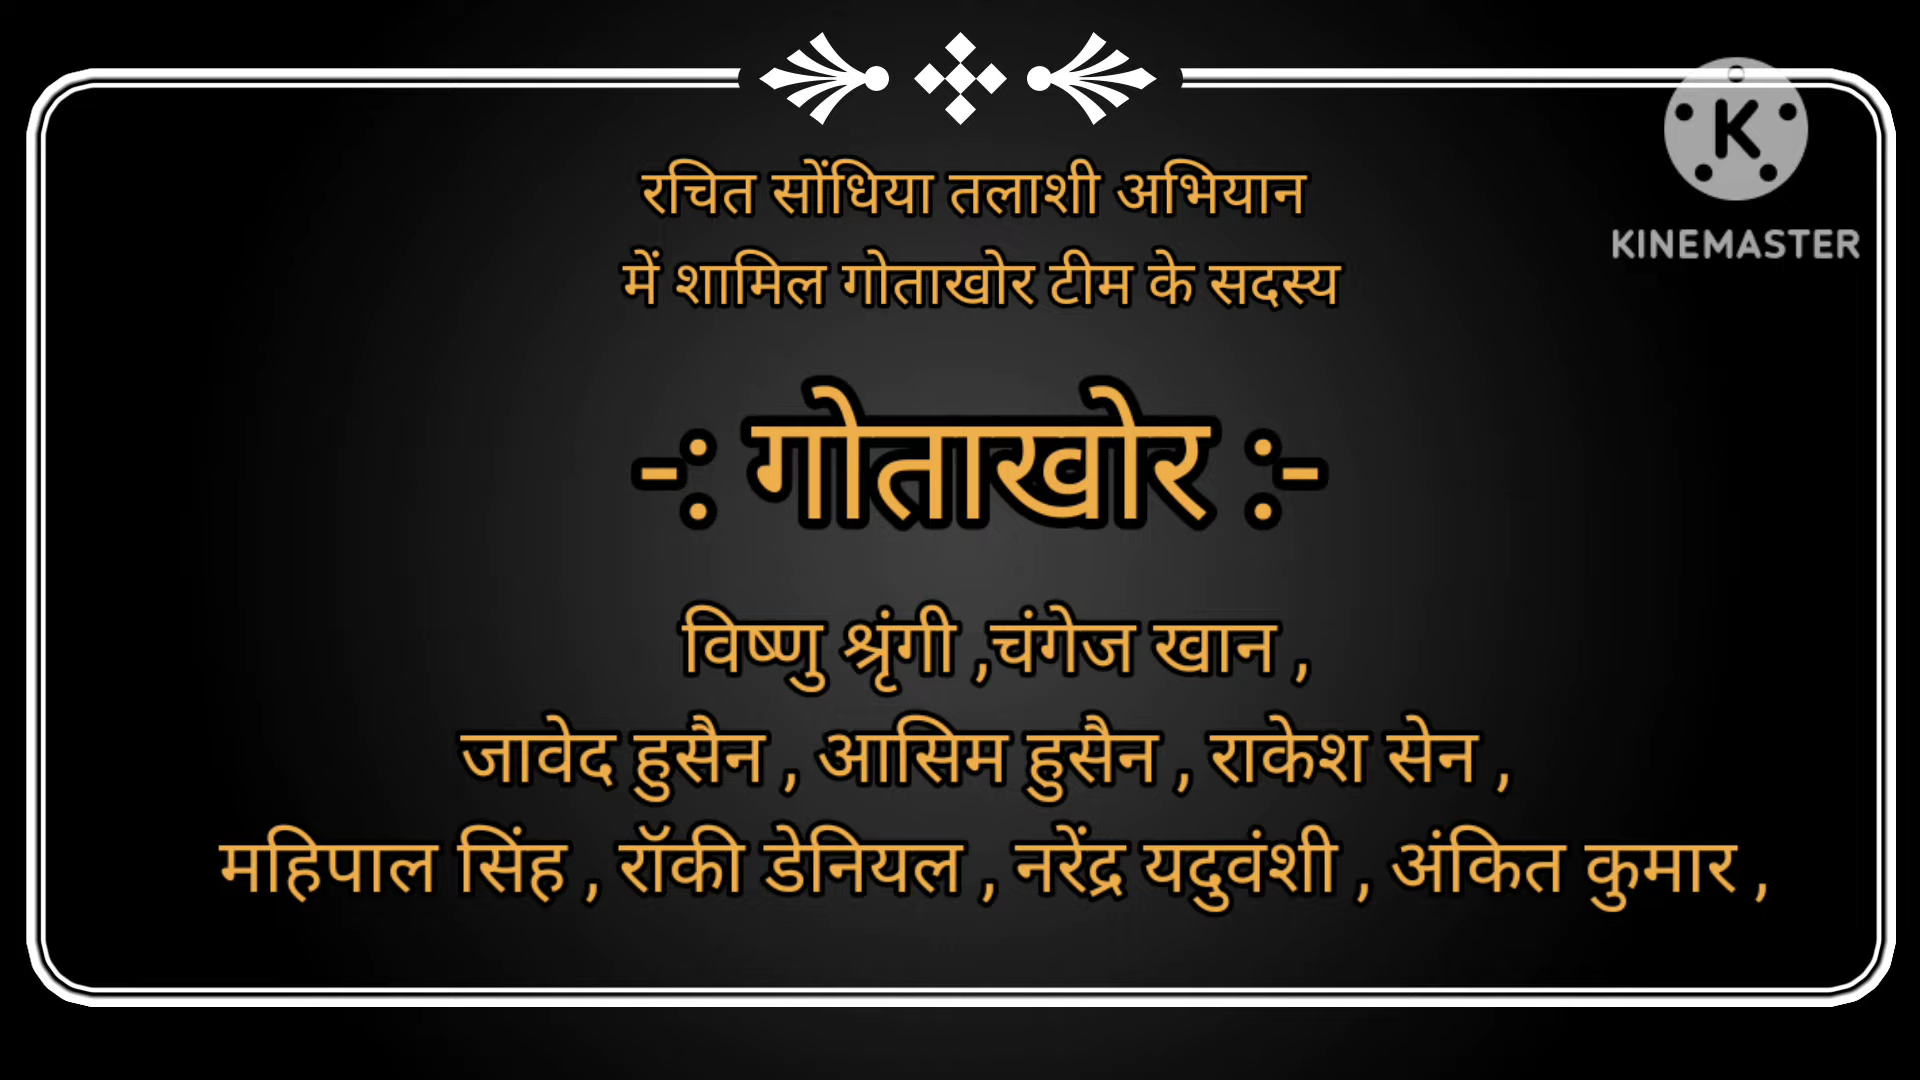 रचित सोंधिया तलाशी अभियान
में शामिल गोताखोर टीम के सदस्य
-: गोताखोर :-
विष्णु श्रृंगी ,चंगेज खान ,
जावेद हुसैन , आसिम हुसैन , राकेश सेन ,
महिपाल सिंह , रॉकी डेनियल , नरेंद्र यदुवंशी , अंकित कुमार ,
K
KINEMASTER